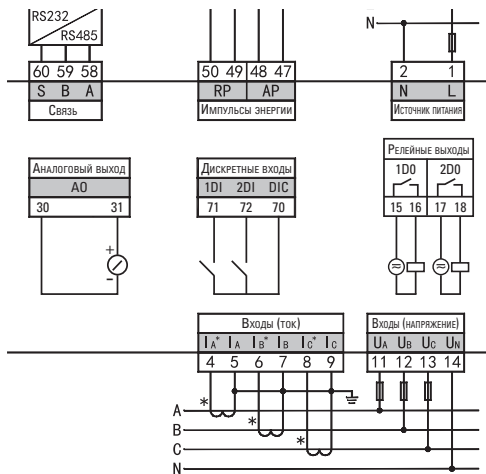 RS232
RS485
N
60 59 58
50 49 48 47
2 1
S B A
RP AP
N L
Связь
Импульсы энергии
Источник питания
Аналоговый выход
AO
30 31
+
-
Дискретные входы
1DI 2DI DIC
71 72 70
Релейные выходы
1D0 2D0
15 16 17 18
Входы (ток)
IA* IA IB* IB IC* IC
4 5 6 7 8 9
Входы (напряжение)
UA UB UC UN
11 12 13 14
*
A
*
B
*
C
N